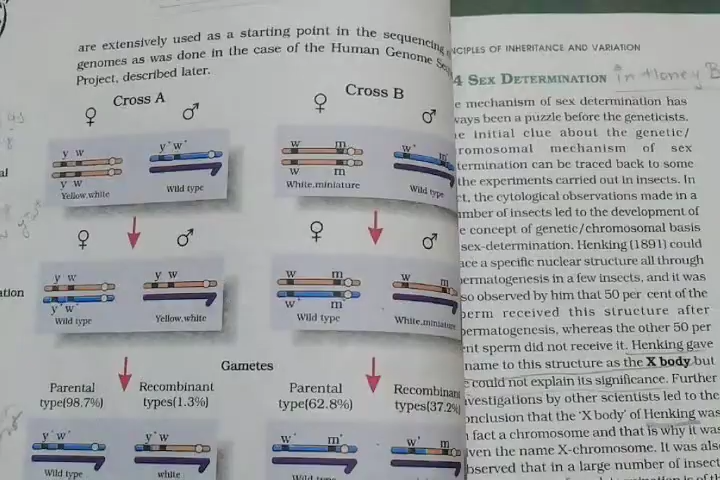 are extensively used as a starting point in the sequencing
genomes as was done in the case of the Human Genome
Project, described later.
Cross A
Cross B
♀ ♂
♀ ♂
y w
y w
Yellow, white
y⁺ w⁺
Wild type
w m
w m
White, miniature
w⁺
Wild type
♀ ♂
♀ ♂
y w
y⁺ w⁺
Wild type
y w
Yellow, white
w m
w⁺ m⁺
Wild type
w m
White, miniature
Gametes
Parental
type(98.7%)
Recombinant
types(1.3%)
Parental
type(62.8%)
Recombinan
types(37.2%
y⁺ w⁺
Wild type
y⁺ w
white
w⁺ m⁺
w⁺ m
NCIPLES OF INHERITANCE AND VARIATION
4 SEX DETERMINATION in Honey B
e mechanism of sex determination has
ways been a puzzle before the geneticists.
e initial clue about the genetic/
romosomal mechanism of sex
termination can be traced back to some
the experiments carried out in insects. In
ct, the cytological observations made in a
mber of insects led to the development of
e concept of genetic/chromosomal basis
sex-determination. Henking (1891) could
ace a specific nuclear structure all through
ermatogenesis in a few insects, and it was
so observed by him that 50 per cent of the
perm received this structure after
permatogenesis, whereas the other 50 per
nt sperm did not receive it. Henking gave
name to this structure as the X body but
e could not explain its significance. Further
vestigations by other scientists led to the
onclusion that the 'X body' of Henking was
fact a chromosome and that is why it was
ven the name X-chromosome. It was als
bserved that in a large number of insect